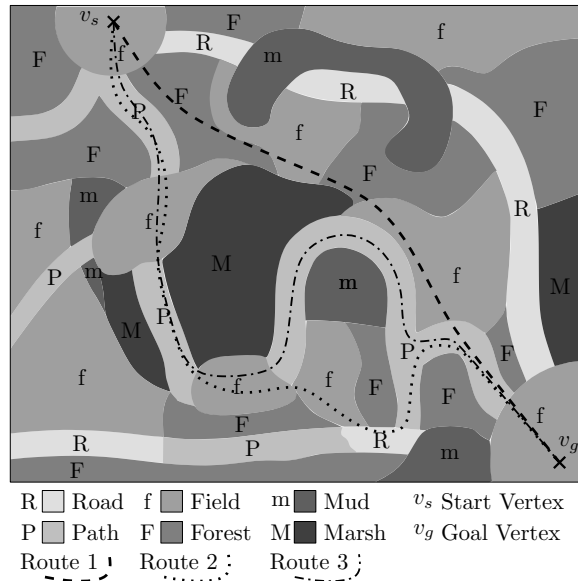 v_s
f
F
R
m
f
F
R
F
P
f
F
F
F
m
f
f
R
P
m
M
f
M
m
M
P
P
f
f
f
F
F
F
R
P
R
F
m
f
v_g
R Road f Field m Mud v_s Start Vertex
P Path F Forest M Marsh v_g Goal Vertex
Route 1 Route 2 Route 3